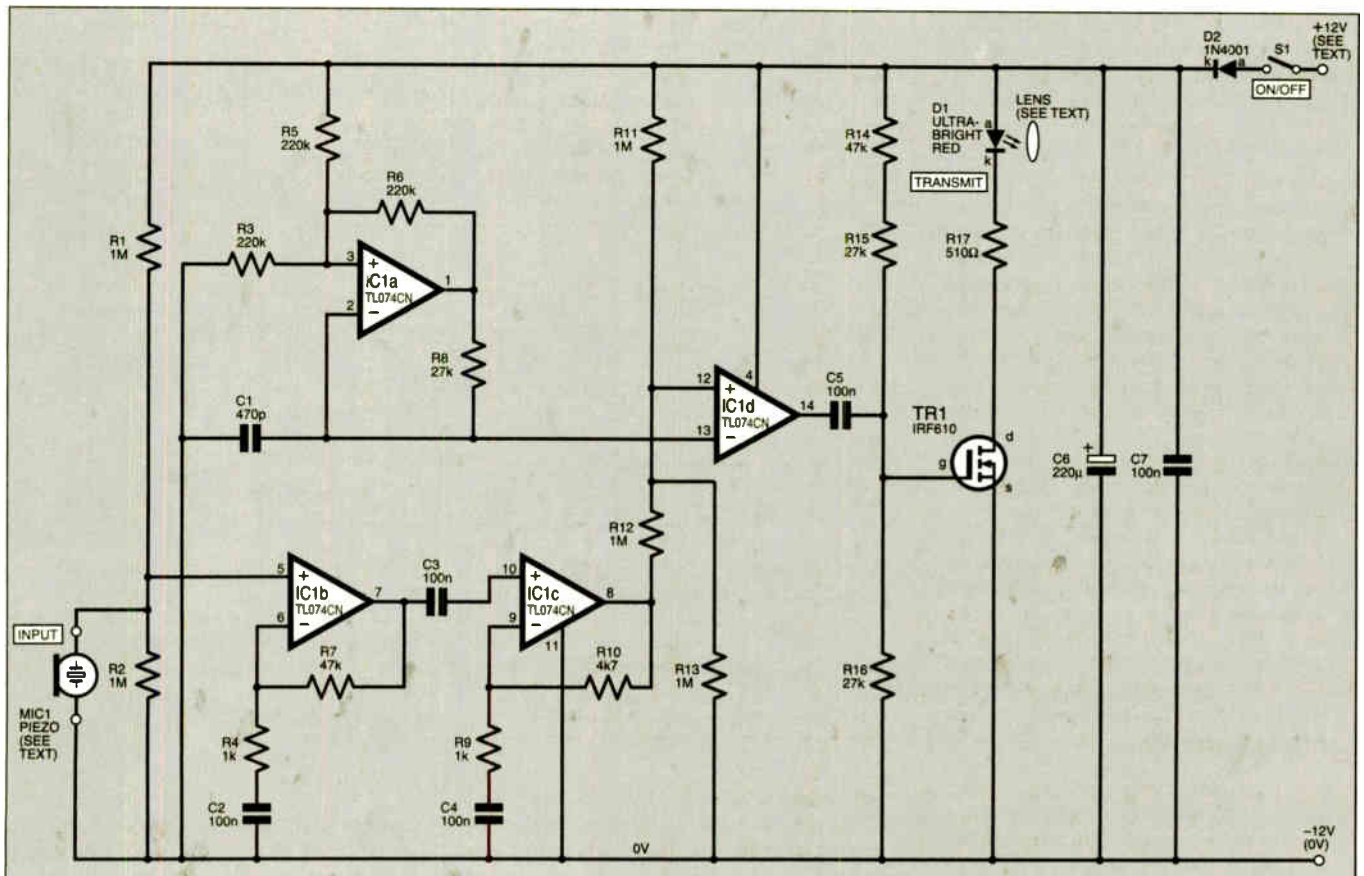 +12V
(SEE
TEXT)
D2
1N4001
k
a
S1
ON/OFF
R5
220k
R11
1M
R14
47k
D1
ULTRA-
BRIGHT
RED
a
k
LENS
(SEE TEXT)
TRANSMIT
R6
220k
R1
1M
R3
220k
3
+
IC1a
TL074CN
1
2
−
R15
27k
R17
510Ω
R8
27k
C1
470p
12
+
4
IC1d
TL074CN
14
13
−
C5
100n
TR1
IRF610
d
g
s
+
C6
220µ
C7
100n
R12
1M
5
+
IC1b
TL074CN
7
6
−
C3
100n
10
+
IC1c
TL074CN
8
9
−
11
INPUT
R2
1M
R7
47k
R10
4k7
R13
1M
R16
27k
MIC1
PIEZO
(SEE
TEXT)
R4
1k
R9
1k
C2
100n
C4
100n
0V
−12V
(0V)